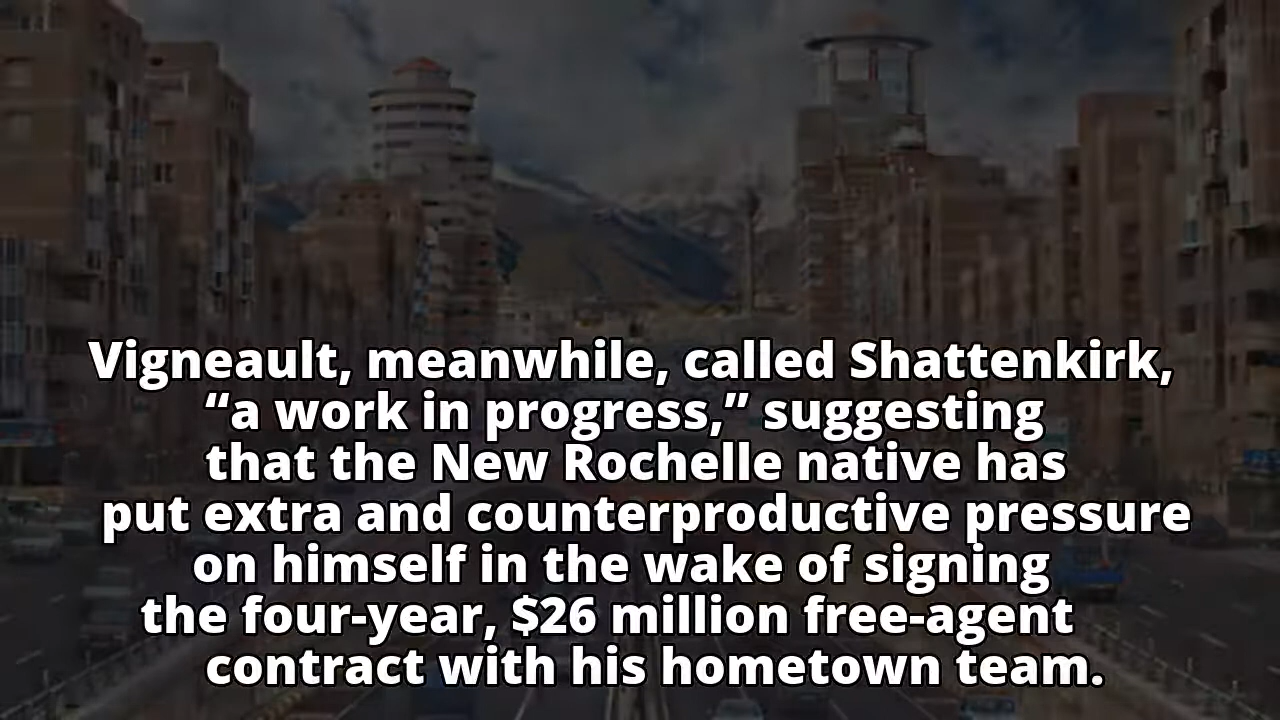 Vigneault, meanwhile, called Shattenkirk,
“a work in progress,” suggesting
that the New Rochelle native has
put extra and counterproductive pressure
on himself in the wake of signing
the four-year, $26 million free-agent
contract with his hometown team.